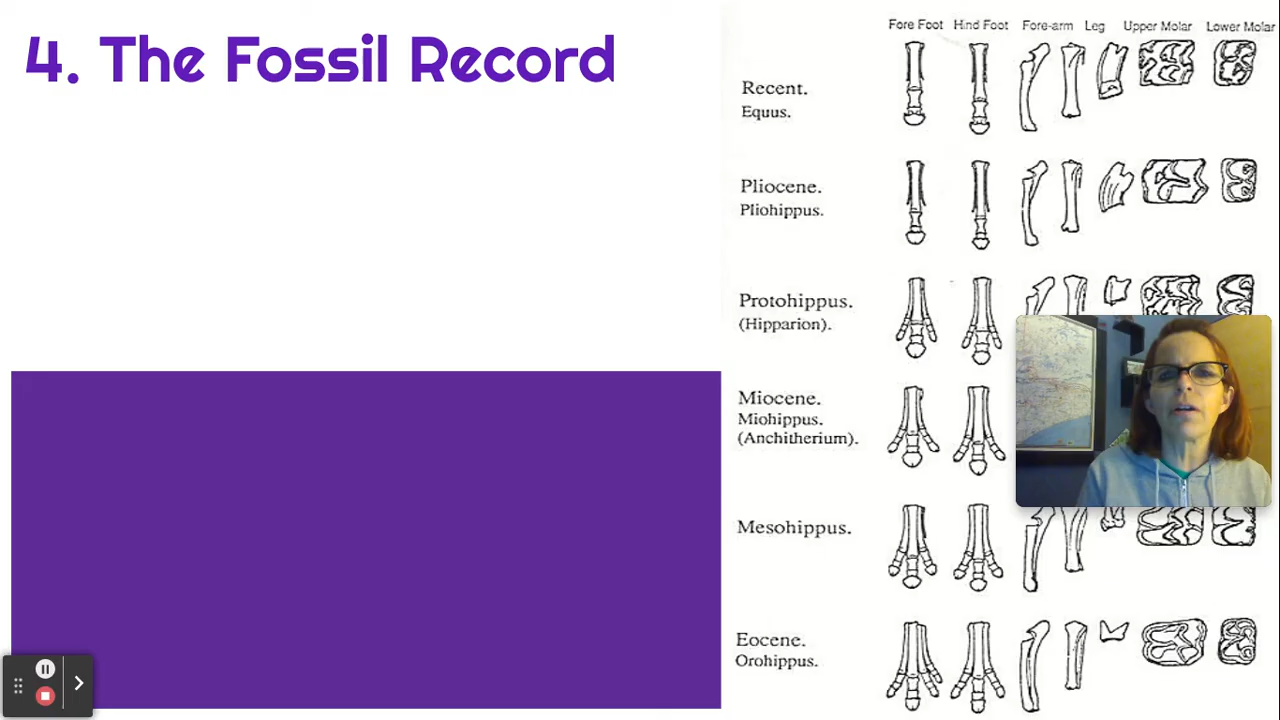 4. The Fossil Record
Fore Foot Hind Foot Fore-arm Leg Upper Molar Lower Molar
Recent.
Equus.
Pliocene.
Pliohippus.
Protohippus.
(Hipparion).
Miocene.
Miohippus.
(Anchitherium).
Mesohippus.
Eocene.
Orohippus.